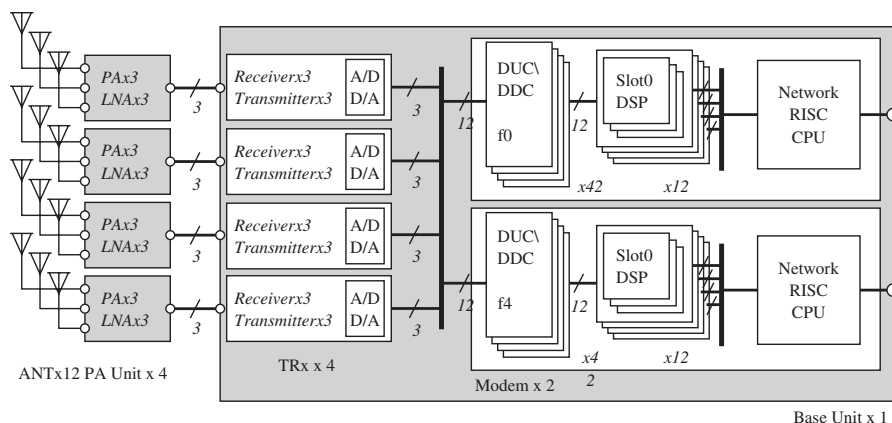 PAx3
LNAx3
3
Receiverx3
Transmitterx3
A/D
D/A
3
PAx3
LNAx3
3
Receiverx3
Transmitterx3
A/D
D/A
3
PAx3
LNAx3
3
Receiverx3
Transmitterx3
A/D
D/A
3
PAx3
LNAx3
3
Receiverx3
Transmitterx3
A/D
D/A
3
12
DUC\
DDC
f0
12
x42
Slot0
DSP
x12
Network
RISC
CPU
12
DUC\
DDC
f4
12
x4
2
Slot0
DSP
x12
Network
RISC
CPU
ANTx12 PA Unit x 4
TRx x 4
Modem x 2
Base Unit x 1